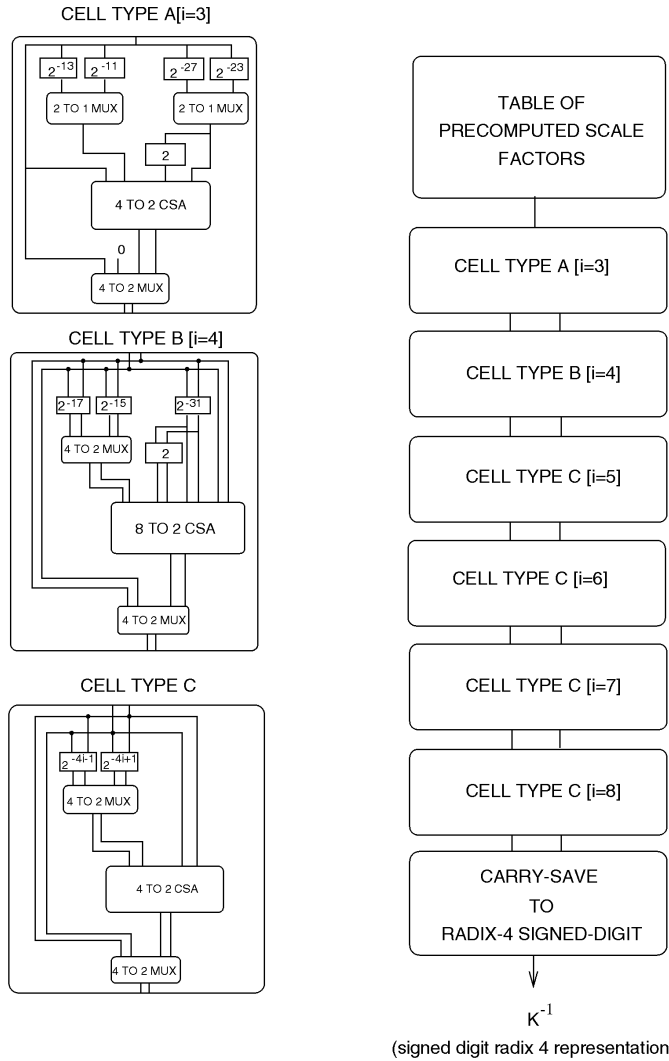 CELL TYPE A[i=3]
2^-13
2^-11
2^-27
2^-23
2 TO 1 MUX
2 TO 1 MUX
2
4 TO 2 CSA
0
4 TO 2 MUX
CELL TYPE B [i=4]
2^-17
2^-15
2^-31
4 TO 2 MUX
2
8 TO 2 CSA
4 TO 2 MUX
CELL TYPE C
2^-4i-1
2^-4i+1
4 TO 2 MUX
4 TO 2 CSA
4 TO 2 MUX
TABLE OF
PRECOMPUTED SCALE
FACTORS
CELL TYPE A [i=3]
CELL TYPE B [i=4]
CELL TYPE C [i=5]
CELL TYPE C [i=6]
CELL TYPE C [i=7]
CELL TYPE C [i=8]
CARRY-SAVE
TO
RADIX-4 SIGNED-DIGIT
K^-1
(signed digit radix 4 representation